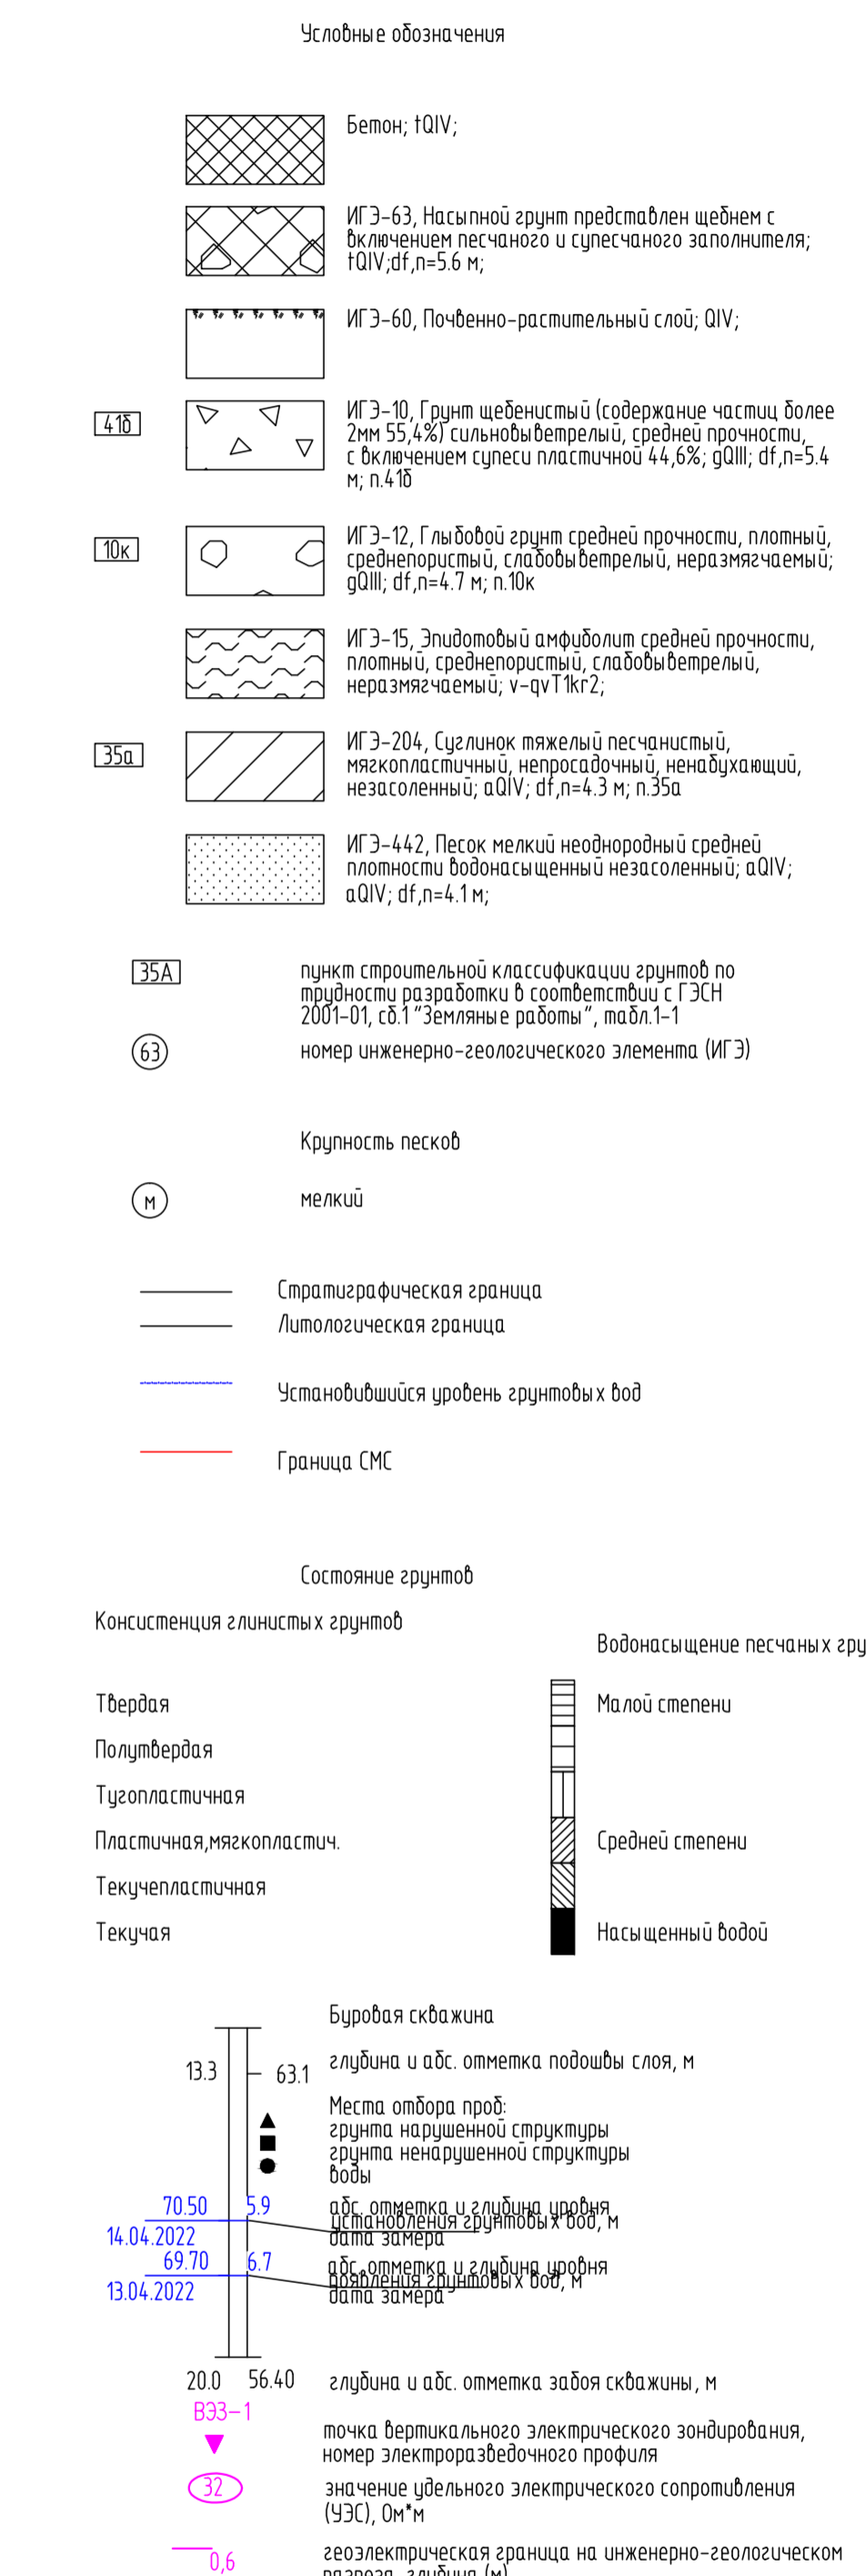 Условные обозначения
Бетон; tQIV;
ИГЭ-63, Насыпной грунт представлен щебнем с
включением песчаного и супесчаного заполнителя;
tQIV;df,n=5.6 м;
ИГЭ-60, Почвенно-растительный слой; QIV;
41б
ИГЭ-10, Грунт щебенистый (содержание частиц более
2мм 55,4%) сильновыветрелый, средней прочности,
с включением супеси пластичной 44,6%; gQIII; df,n=5.4
м; п.41б
10к
ИГЭ-12, Глыбовой грунт средней прочности, плотный,
среднепористый, слабовыветрелый, неразмягчаемый;
gQIII; df,n=4.7 м; п.10к
ИГЭ-15, Эпидотовый амфиболит средней прочности,
плотный, среднепористый, слабовыветрелый,
неразмягчаемый; v-qvT1kr2;
35а
ИГЭ-204, Суглинок тяжелый песчанистый,
мягкопластичный, непросадочный, ненабухающий,
незасоленный; aQIV; df,n=4.3 м; п.35а
ИГЭ-442, Песок мелкий неоднородный средней
плотности водонасыщенный незасоленный; aQIV;
aQIV; df,n=4.1 м;
35А
пункт строительной классификации грунтов по
трудности разработки в соответствии с ГЭСН
2001-01, сб.1 "Земляные работы", табл.1-1
63
номер инженерно-геологического элемента (ИГЭ)
Крупность песков
м
мелкий
Стратиграфическая граница
Литологическая граница
Установившийся уровень грунтовых вод
Граница СМС
Состояние грунтов
Консистенция глинистых грунтов
Водонасыщение песчаных гру
Твердая
Малой степени
Полутвердая
Тугопластичная
Пластичная,мягкопластич.
Средней степени
Текучепластичная
Текучая
Насыщенный водой
Буровая скважина
13.3
63.1
глубина и абс. отметка подошвы слоя, м
Места отбора проб:
грунта нарушенной структуры
грунта ненарушенной структуры
воды
70.50
5.9
абс. отметка и глубина уровня
установления грунтовых вод, м
14.04.2022
дата замера
69.70
6.7
абс. отметка и глубина уровня
появления грунтовых вод, м
13.04.2022
дата замера
20.0
56.40
глубина и абс. отметка забоя скважины, м
ВЭЗ-1
точка вертикального электрического зондирования,
номер электроразведочного профиля
32
значение удельного электрического сопротивления
(УЭС), Ом*м
0,6
геоэлектрическая граница на инженерно-геологическом
разрезе, глубина (м)